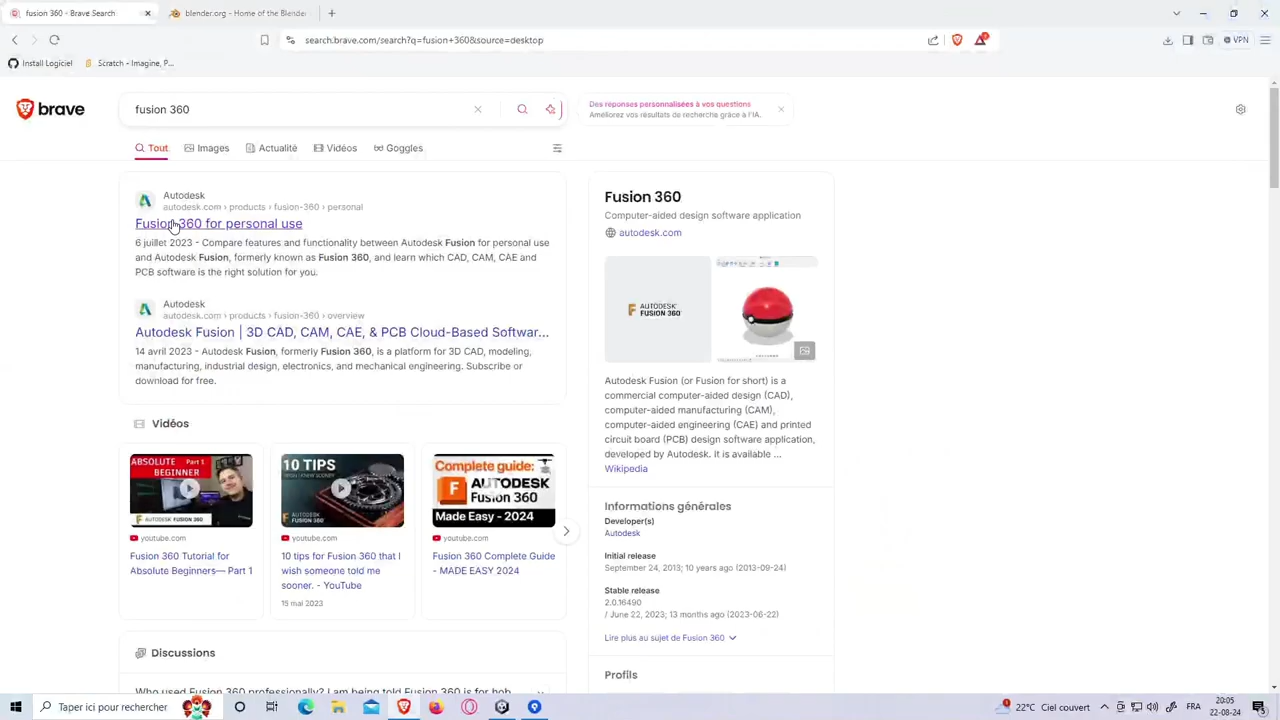 fusion 360 - Brave Search
Nombre de la Blender
search.brave.com/search?q=fusion+360&source=desktop
VPN
Install Logiciel
Scratch - Imagine, P...
brave
fusion 360
Des réponses personnalisées à vos questions
Améliorez vos résultats de recherche grâce à l'IA.
Tout
Images
Actualité
Vidéos
Goggles
Autodesk
autodesk.com › products › fusion-360 › personal
Fusion 360 for personal use
6 juillet 2023 - Compare features and functionality between Autodesk Fusion for personal use
and Autodesk Fusion, formerly known as Fusion 360, and learn which CAD, CAM, CAE and
PCB software is the right solution for you.
Autodesk
autodesk.com › products › fusion-360 › overview
Autodesk Fusion | 3D CAD, CAM, CAE, & PCB Cloud-Based Softwar...
14 avril 2023 - Autodesk Fusion, formerly Fusion 360, is a platform for 3D CAD, modeling,
manufacturing, industrial design, electronics, and mechanical engineering. Subscribe or
download for free.
Vidéos
ABSOLUTE Part 1
BEGINNER
AUTODESK FUSION 360
youtube.com
Fusion 360 Tutorial for
Absolute Beginners— Part 1
10 TIPS
youtube.com
10 tips for Fusion 360 that I
wish someone told me
sooner. - YouTube
15 mai 2023
Complete guide:
AUTODESK
Fusion 360
Made Easy - 2024
youtube.com
Fusion 360 Complete Guide
- MADE EASY 2024
Discussions
Who used Fusion 360 professionally? I am being told Fusion 360 is for hob
Fusion 360
Computer-aided design software application
autodesk.com
AUTODESK
FUSION 360
Autodesk Fusion (or Fusion for short) is a
commercial computer-aided design (CAD),
computer-aided manufacturing (CAM),
computer-aided engineering (CAE) and printed
circuit board (PCB) design software application,
developed by Autodesk. It is available ...
Wikipedia
Informations générales
Developer(s)
Autodesk
Initial release
September 24, 2013; 10 years ago (2013-09-24)
Stable release
2.0.16490
/ June 22, 2023; 13 months ago (2023-06-22)
Lire plus au sujet de Fusion 360
Profils
Taper ici pour rechercher
22°C Ciel couvert
FRA
20:05
22-08-24